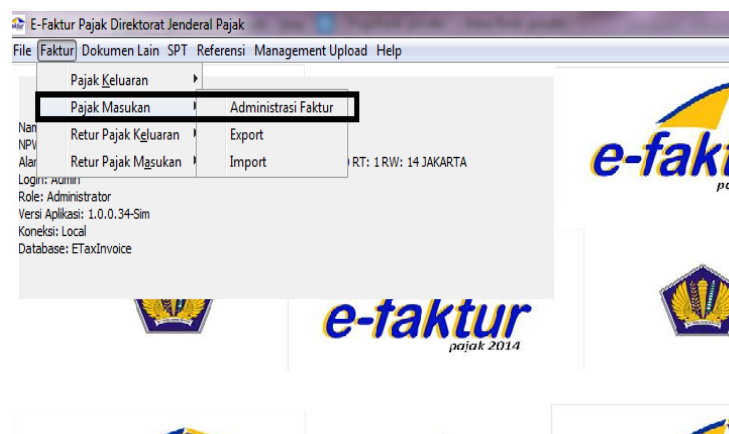 E-Faktur Pajak Direktorat Jenderal Pajak
File Faktur Dokumen Lain SPT Referensi Management Upload Help
Pajak Keluaran
Pajak Masukan
Administrasi Faktur
Retur Pajak Keluaran
Export
Retur Pajak Masukan
Import
RT: 1 RW: 14 JAKARTA
Login: Admin
Role: Administrator
Versi Aplikasi: 1.0.0.34-Sim
Koneksi: Local
Database: ETaxInvoice
e-faktur
pajak 2014